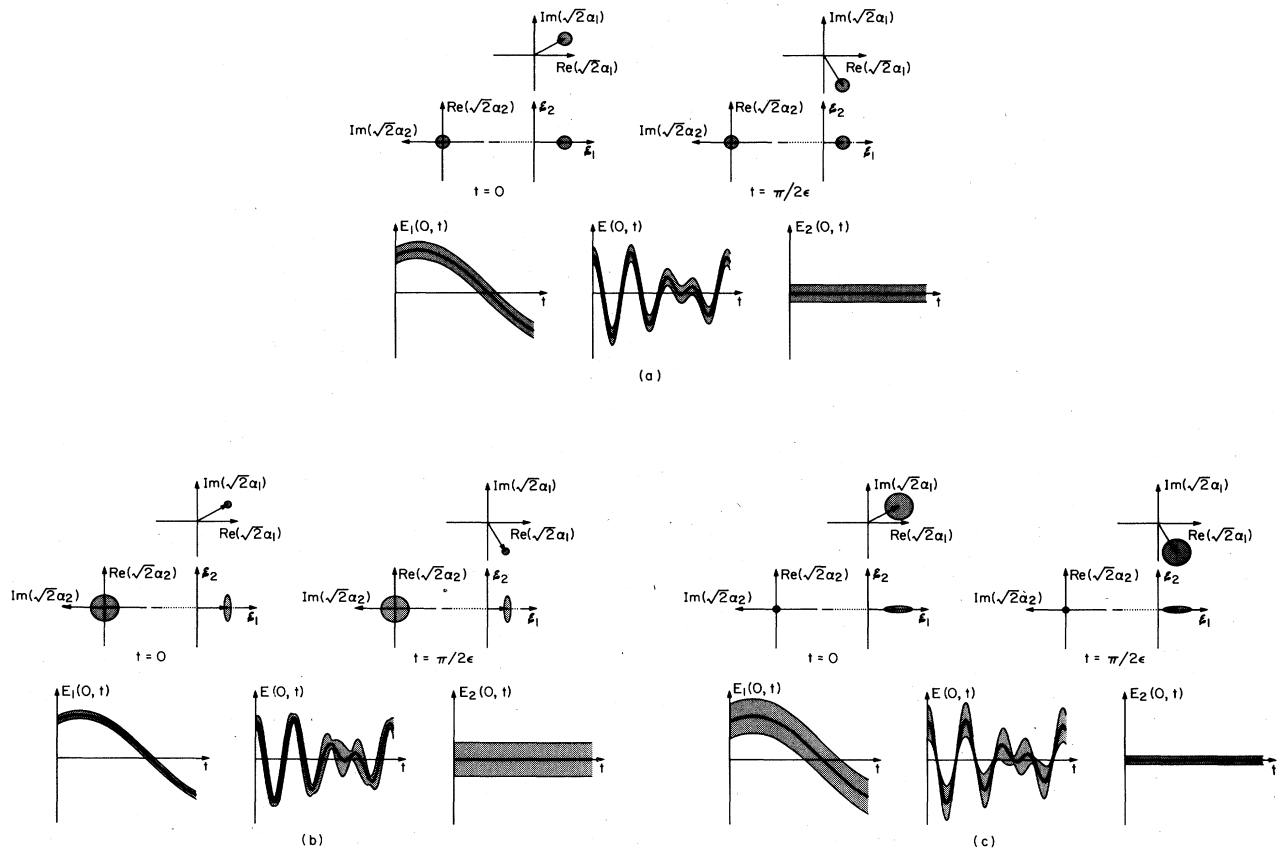 Im(√2α₁)
Re(√2α₁)
Re(√2α₂)
ℰ₂
Im(√2α₂)
ℰ₁
t = 0
Im(√2α₁)
Re(√2α₁)
Re(√2α₂)
ℰ₂
Im(√2α₂)
ℰ₁
t = π/2ϵ
E₁(0, t)
t
E(0, t)
t
E₂(0, t)
t
(a)
Im(√2α₁)
Re(√2α₁)
Re(√2α₂)
ℰ₂
Im(√2α₂)
ℰ₁
t = 0
Im(√2α₁)
Re(√2α₁)
Re(√2α₂)
ℰ₂
Im(√2α₂)
ℰ₁
t = π/2ϵ
E₁(0, t)
t
E(0, t)
t
E₂(0, t)
t
(b)
Im(√2α₁)
Re(√2α₁)
Re(√2α₂)
ℰ₂
Im(√2α₂)
ℰ₁
t = 0
Im(√2α₁)
Re(√2α₁)
Re(√2α₂)
ℰ₂
Im(√2α₂)
ℰ₁
t = π/2ϵ
E₁(0, t)
t
E(0, t)
t
E₂(0, t)
t
(c)